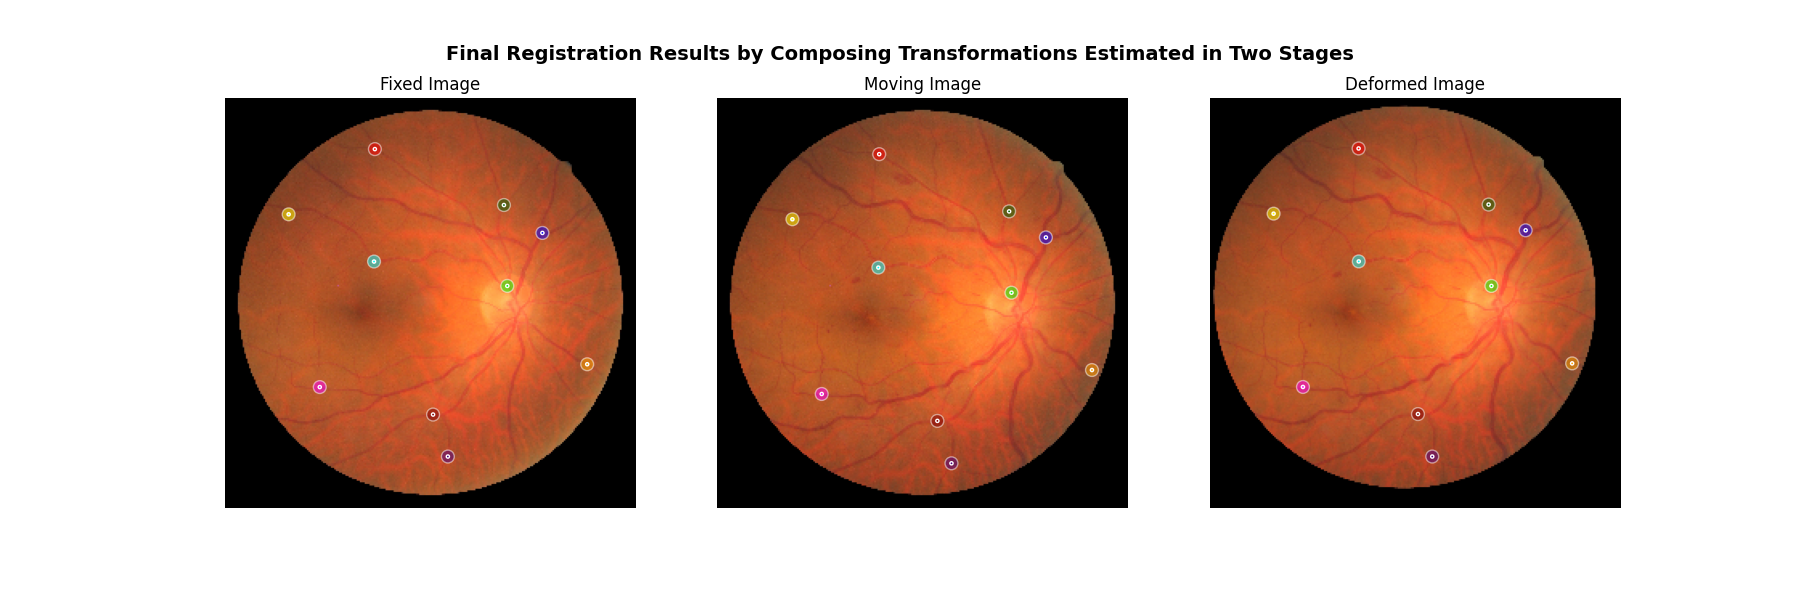 Final Registration Results by Composing Transformations Estimated in Two Stages
Fixed Image
Moving Image
Deformed Image